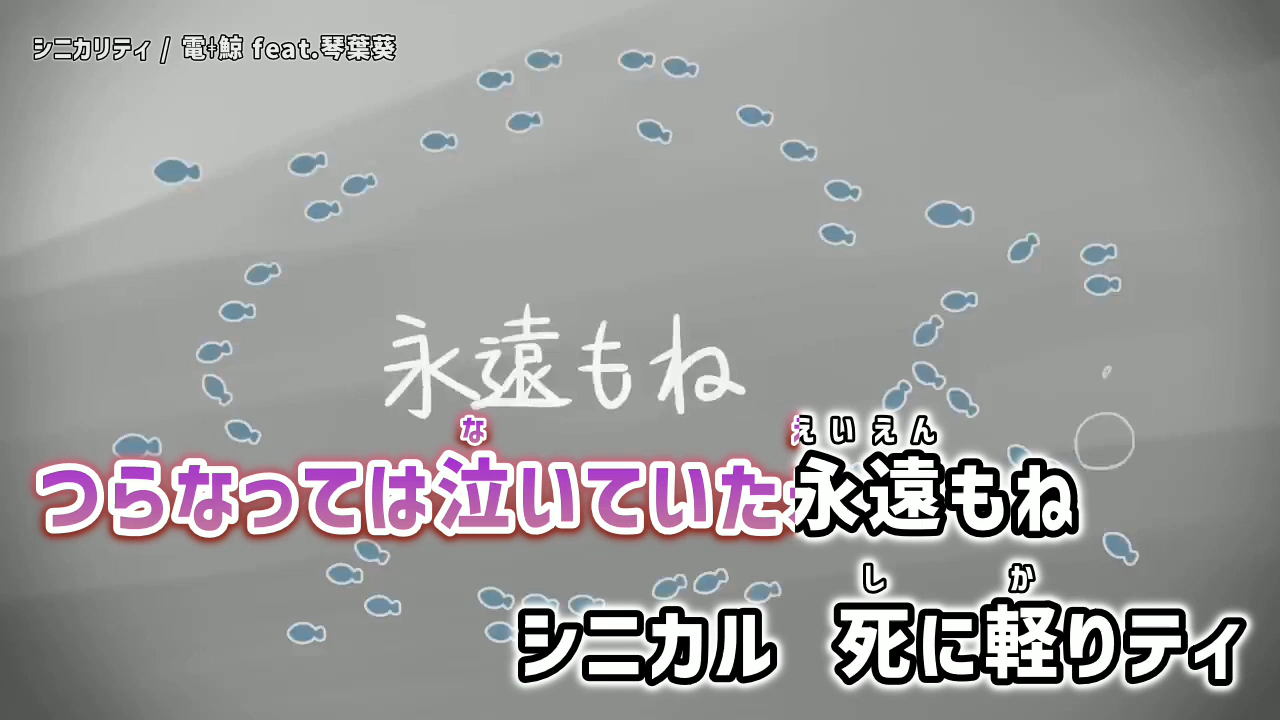 シニカリティ / 電†鯨 feat.琴葉葵
永遠もね
な えいえん
つらなっては泣いていた永遠もね
し か
シニカル 死に軽りティ